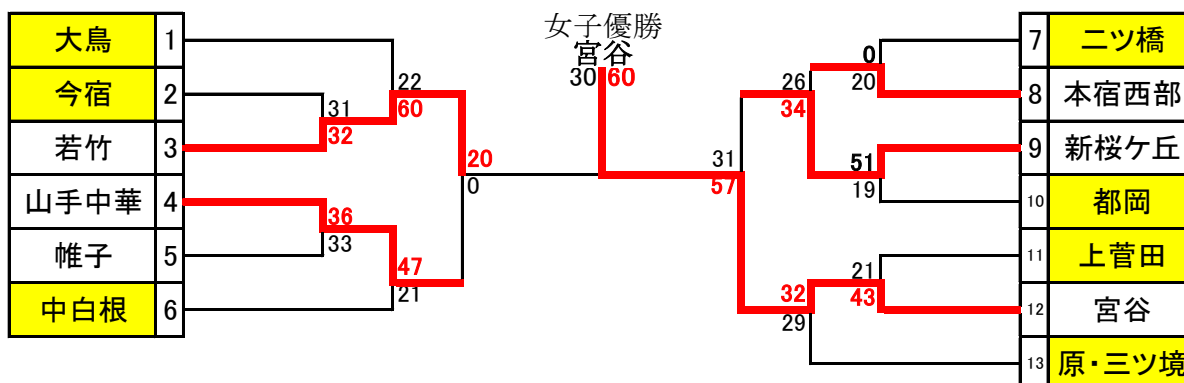 女子優勝
宮谷
30 60
大鳥 1
今宿 2
若竹 3
山手中華 4
帷子 5
中白根 6
22
60
31
32
20
0
36
33
47
21
31
57
26
34
0
20
51
19
21
43
32
29
7 二ツ橋
8 本宿西部
9 新桜ケ丘
10 都岡
11 上菅田
12 宮谷
13 原・三ツ境